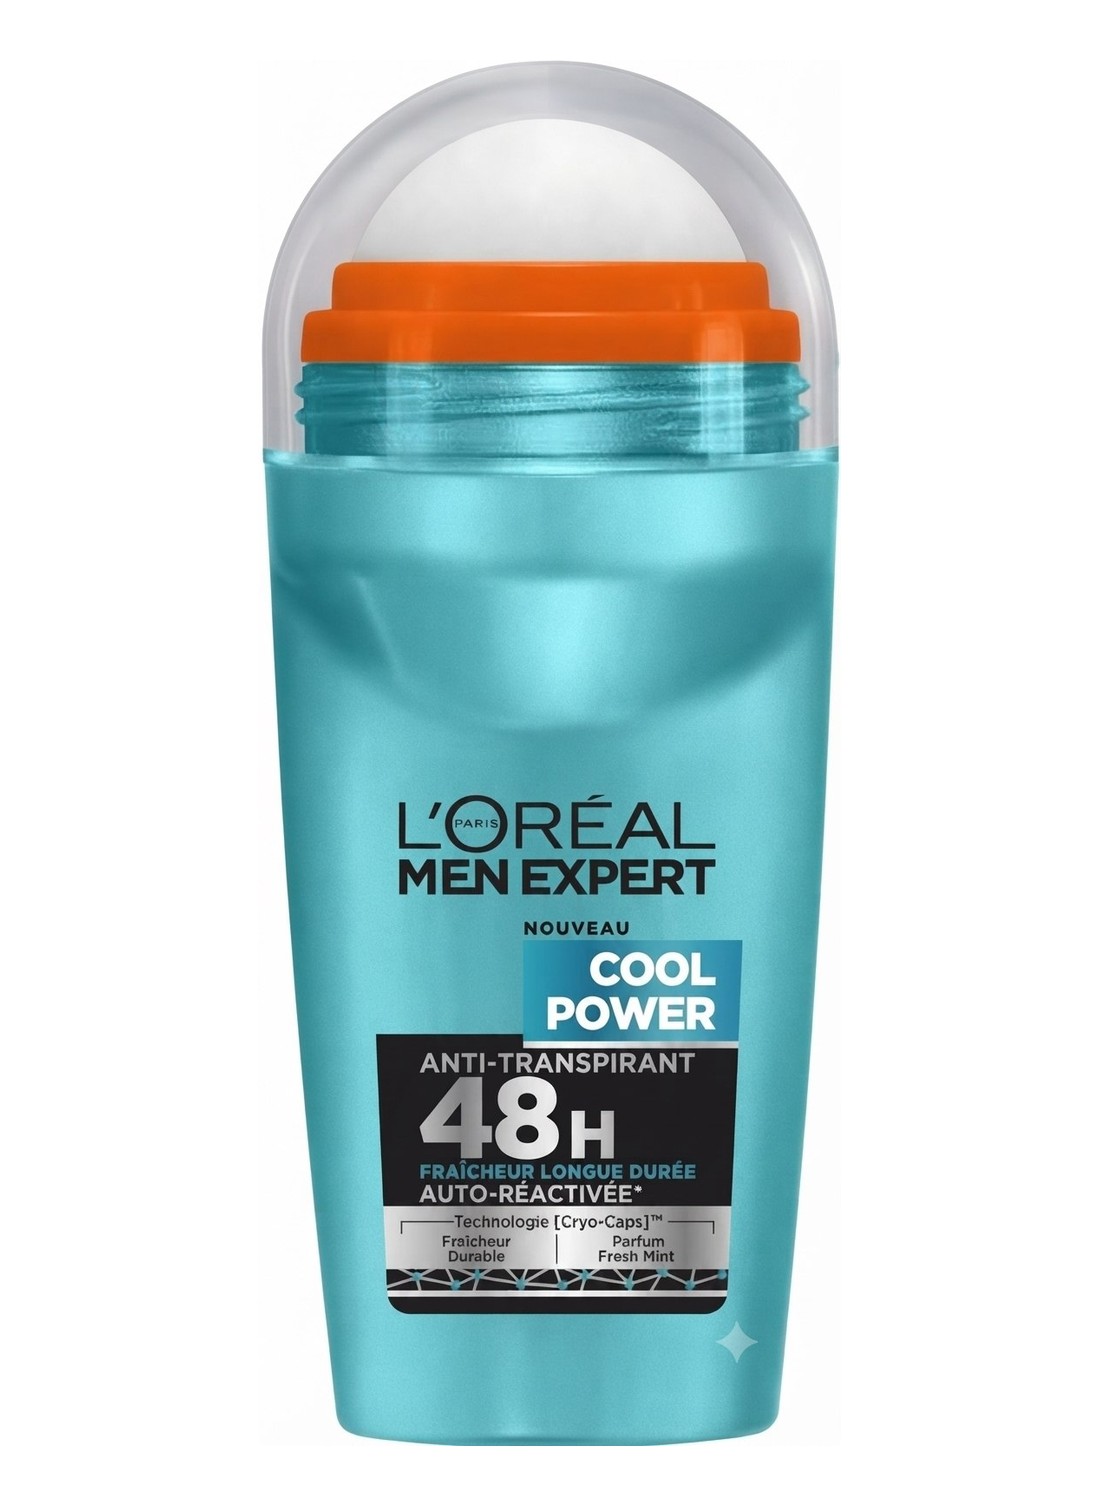 L'ORÉAL
PARIS
MEN EXPERT
NOUVEAU
COOL
POWER
ANTI-TRANSPIRANT
48H
FRAÎCHEUR LONGUE DURÉE
AUTO-RÉACTIVÉE*
Technologie [Cryo-Caps]™
Fraîcheur
Durable
Parfum
Fresh Mint